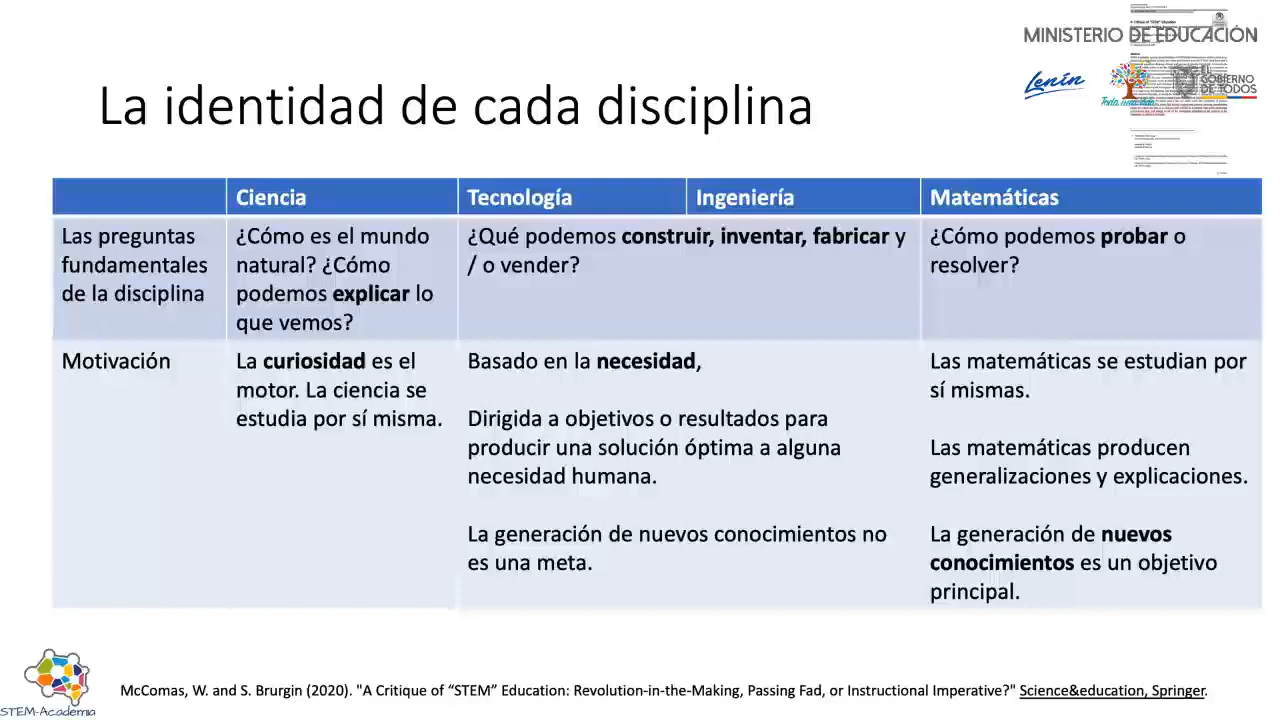 MINISTERIO DE EDUCACIÓN
Lenín
EL
GOBIERNO
DE TODOS
La identidad de cada disciplina
Ciencia
Tecnología
Ingeniería
Matemáticas
Las preguntas
fundamentales
de la disciplina
¿Cómo es el mundo
natural? ¿Cómo
podemos explicar lo
que vemos?
¿Qué podemos construir, inventar, fabricar y
/ o vender?
¿Cómo podemos probar o
resolver?
Motivación
La curiosidad es el
motor. La ciencia se
estudia por sí misma.
Basado en la necesidad,
Dirigida a objetivos o resultados para
producir una solución óptima a alguna
necesidad humana.
La generación de nuevos conocimientos no
es una meta.
Las matemáticas se estudian por
sí mismas.
Las matemáticas producen
generalizaciones y explicaciones.
La generación de nuevos
conocimientos es un objetivo
principal.
STEM-Academia
McComas, W. and S. Brurgin (2020). "A Critique of “STEM” Education: Revolution-in-the-Making, Passing Fad, or Instructional Imperative?" Science&education, Springer.